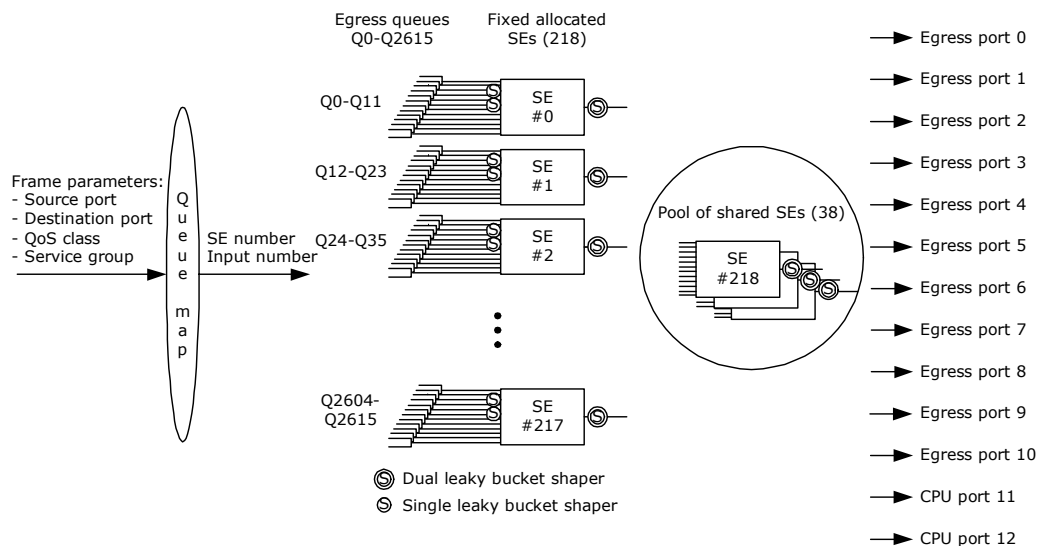 Egress queues
Q0-Q2615
Fixed allocated
SEs (218)
Q0-Q11
SE
#0
Q12-Q23
SE
#1
Q24-Q35
SE
#2
Q2604-
Q2615
SE
#217
Frame parameters:
- Source port
- Destination port
- QoS class
- Service group
Queue map
SE number
Input number
S
S
S
S
S
S
S
S
S
S
S
S
Pool of shared SEs (38)
SE
#218
S
S
S
S Dual leaky bucket shaper
S Single leaky bucket shaper
Egress port 0
Egress port 1
Egress port 2
Egress port 3
Egress port 4
Egress port 5
Egress port 6
Egress port 7
Egress port 8
Egress port 9
Egress port 10
CPU port 11
CPU port 12